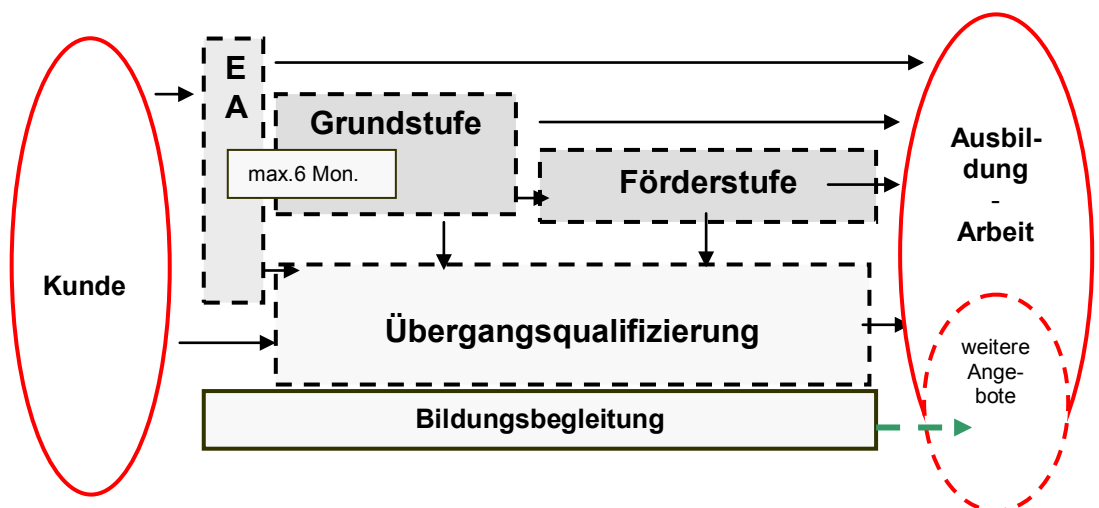 E
A
Grundstufe
max.6 Mon.
Förderstufe
Kunde
Übergangsqualifizierung
Bildungsbegleitung
Ausbil-
dung
-
Arbeit
weitere
Ange-
bote